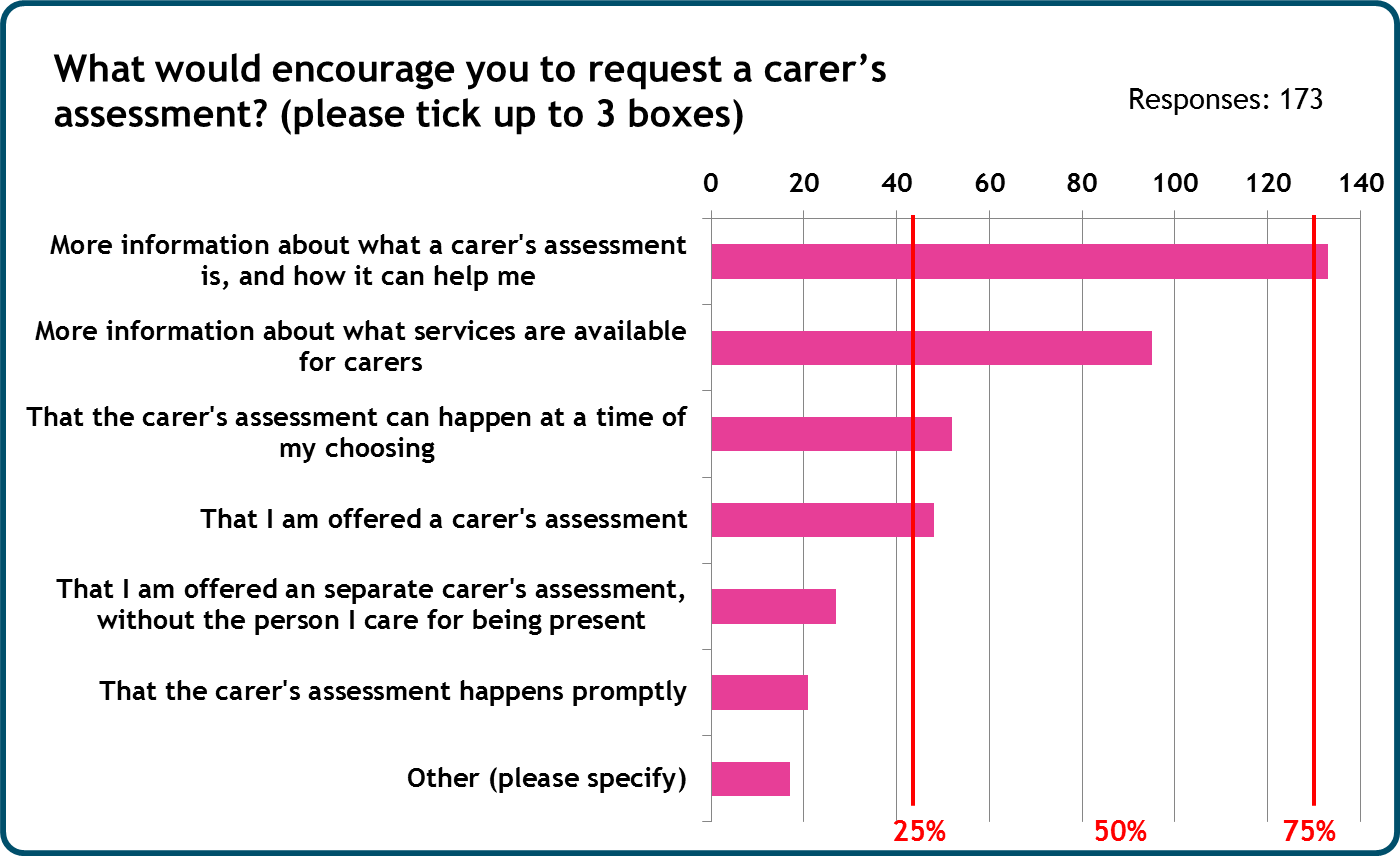 What would encourage you to request a carer’s
assessment? (please tick up to 3 boxes)
Responses: 173
0 20 40 60 80 100 120 140
More information about what a carer's assessment
is, and how it can help me
More information about what services are available
for carers
That the carer's assessment can happen at a time of
my choosing
That I am offered a carer's assessment
That I am offered an separate carer's assessment,
without the person I care for being present
That the carer's assessment happens promptly
Other (please specify)
25% 50% 75%